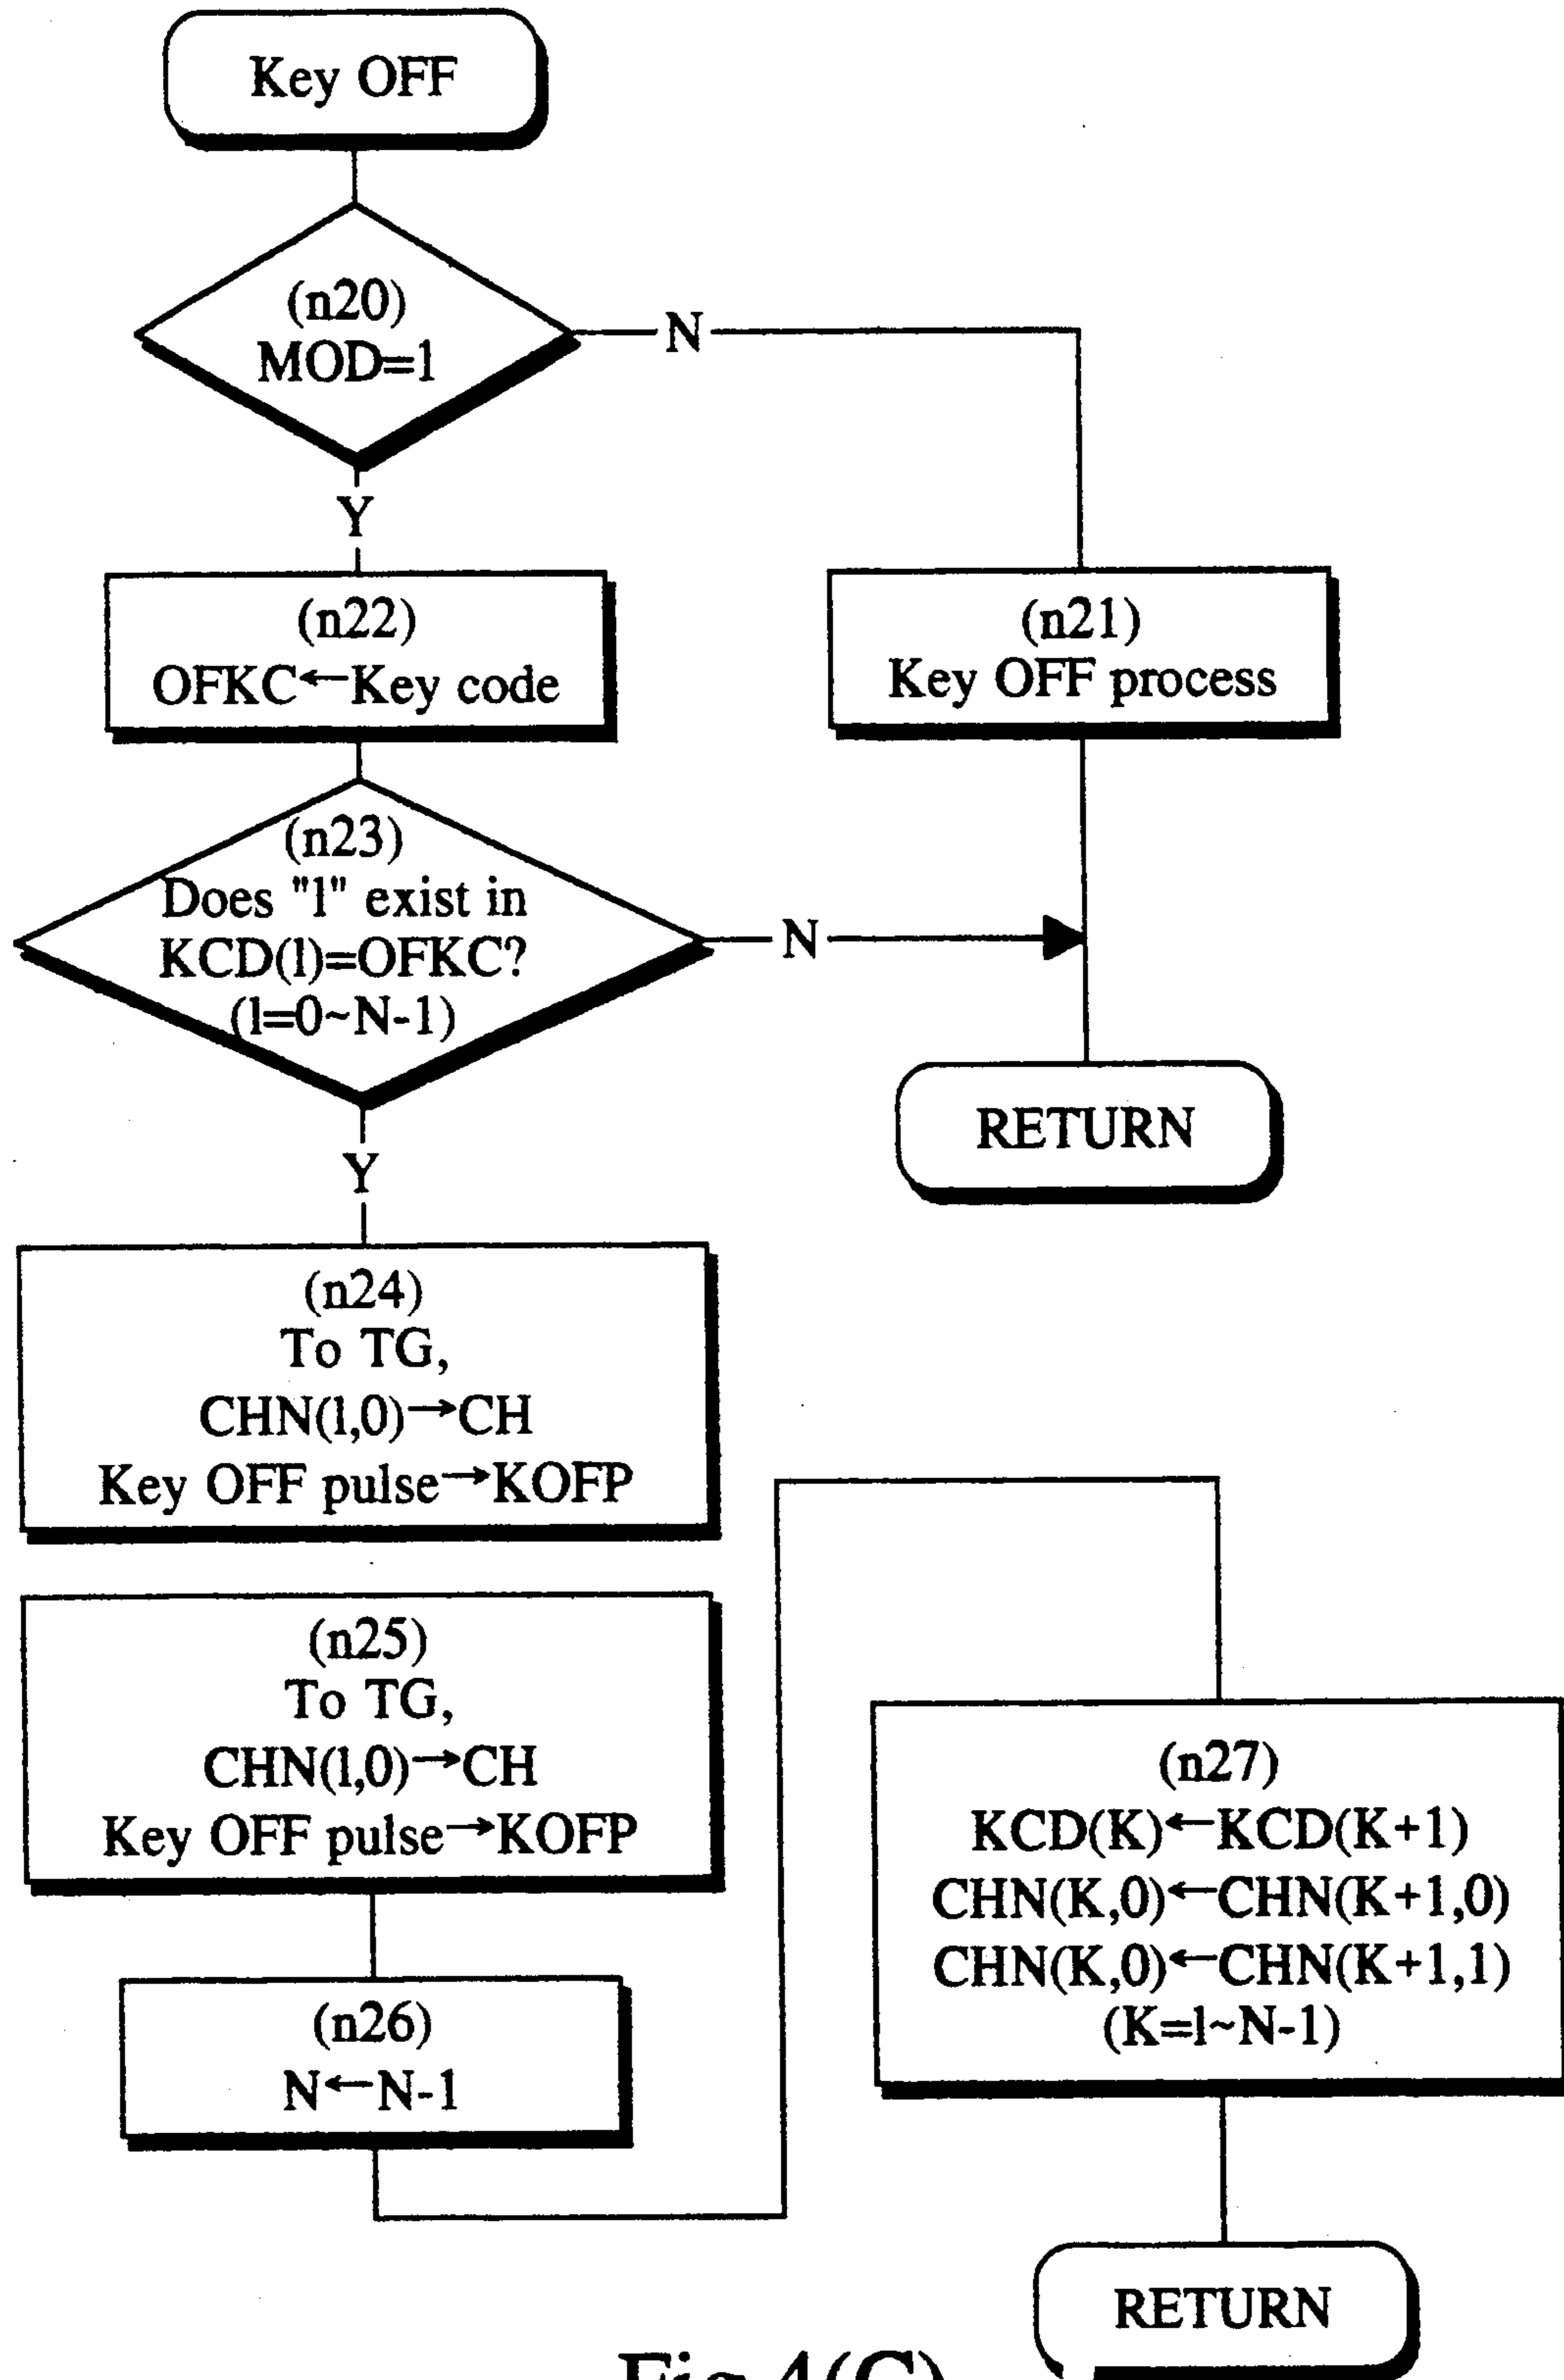 Key OFF
(n20)
MOD=1
N
Y
(n22)
OFKC←Key code
(n21)
Key OFF process
(n23)
Does "l" exist in
KCD(l)=OFKC?
(l=0~N-1)
N
RETURN
Y
(n24)
To TG,
CHN(l,0)→CH
Key OFF pulse→KOFP
(n25)
To TG,
CHN(l,0)→CH
Key OFF pulse→KOFP
(n26)
N←N-1
(n27)
KCD(K)←KCD(K+1)
CHN(K,0)←CHN(K+1,0)
CHN(K,0)←CHN(K+1,1)
(K=l~N-1)
RETURN
Fig.4(C)